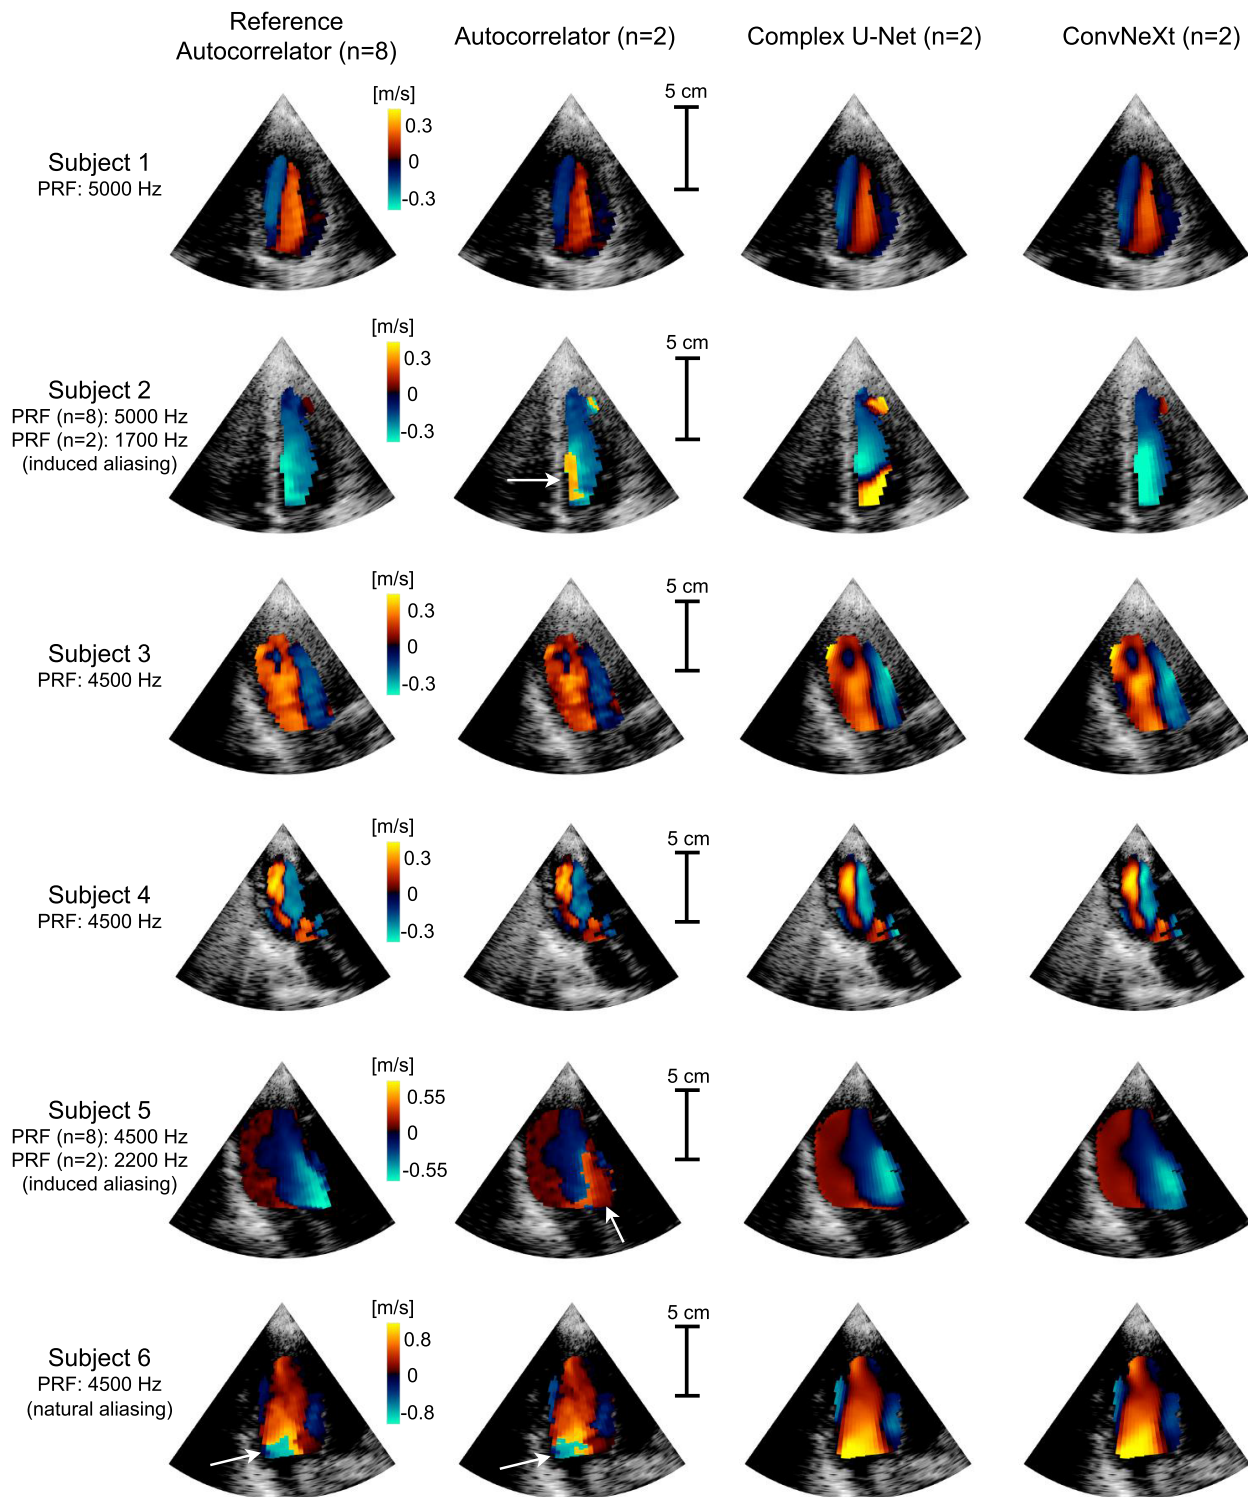 Reference
Autocorrelator (n=8)
Autocorrelator (n=2)
Complex U-Net (n=2)
ConvNeXt (n=2)
[m/s]
0.3
0
-0.3
5 cm
Subject 1
PRF: 5000 Hz
[m/s]
0.3
0
-0.3
5 cm
Subject 2
PRF (n=8): 5000 Hz
PRF (n=2): 1700 Hz
(induced aliasing)
[m/s]
0.3
0
-0.3
5 cm
Subject 3
PRF: 4500 Hz
[m/s]
0.3
0
-0.3
5 cm
Subject 4
PRF: 4500 Hz
[m/s]
0.55
0
-0.55
5 cm
Subject 5
PRF (n=8): 4500 Hz
PRF (n=2): 2200 Hz
(induced aliasing)
[m/s]
0.8
0
-0.8
5 cm
Subject 6
PRF: 4500 Hz
(natural aliasing)